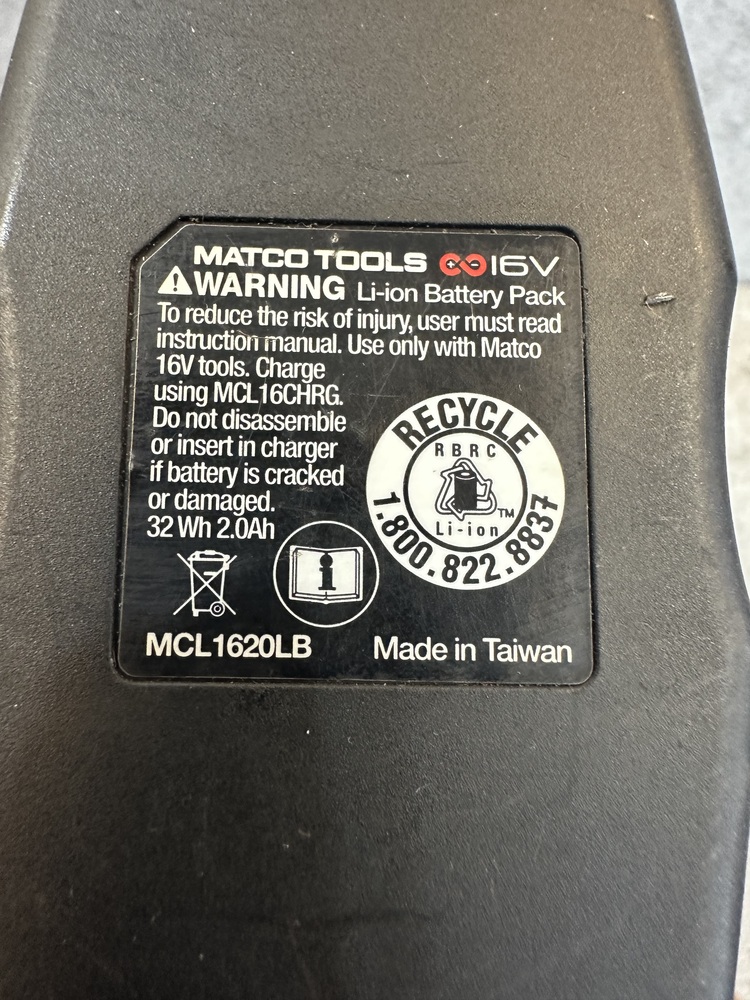 MATCO TOOLS 16V
WARNING Li-ion Battery Pack
To reduce the risk of injury, user must read
instruction manual. Use only with Matco
16V tools. Charge
using MCL16CHRG.
Do not disassemble
or insert in charger
if battery is cracked
or damaged.
32 Wh 2.0Ah
RECYCLE
RBRC
TM
Li-ion
1.800.822.8837
i
MCL1620LB Made in Taiwan